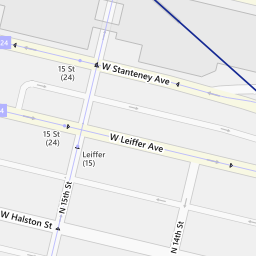 24
15 St
(24)
W Stanteney Ave
4
15 St
(24)
W Leiffer Ave
Leiffer
(15)
N 15th St
W Halston St
N 14th St